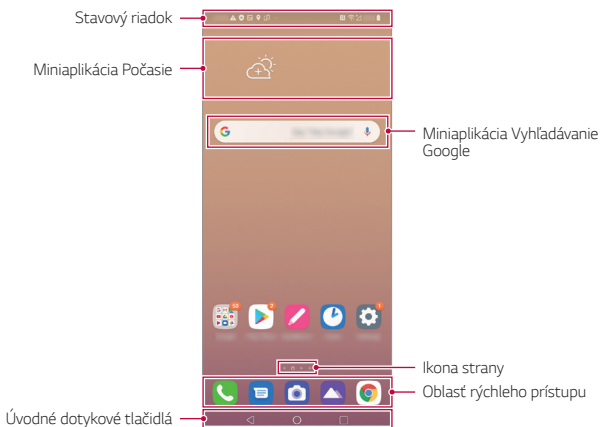 Stavový riadok
Miniaplikácia Počasie
Miniaplikácia Vyhľadávanie
Google
Ikona strany
Oblasť rýchleho prístupu
Úvodné dotykové tlačidlá